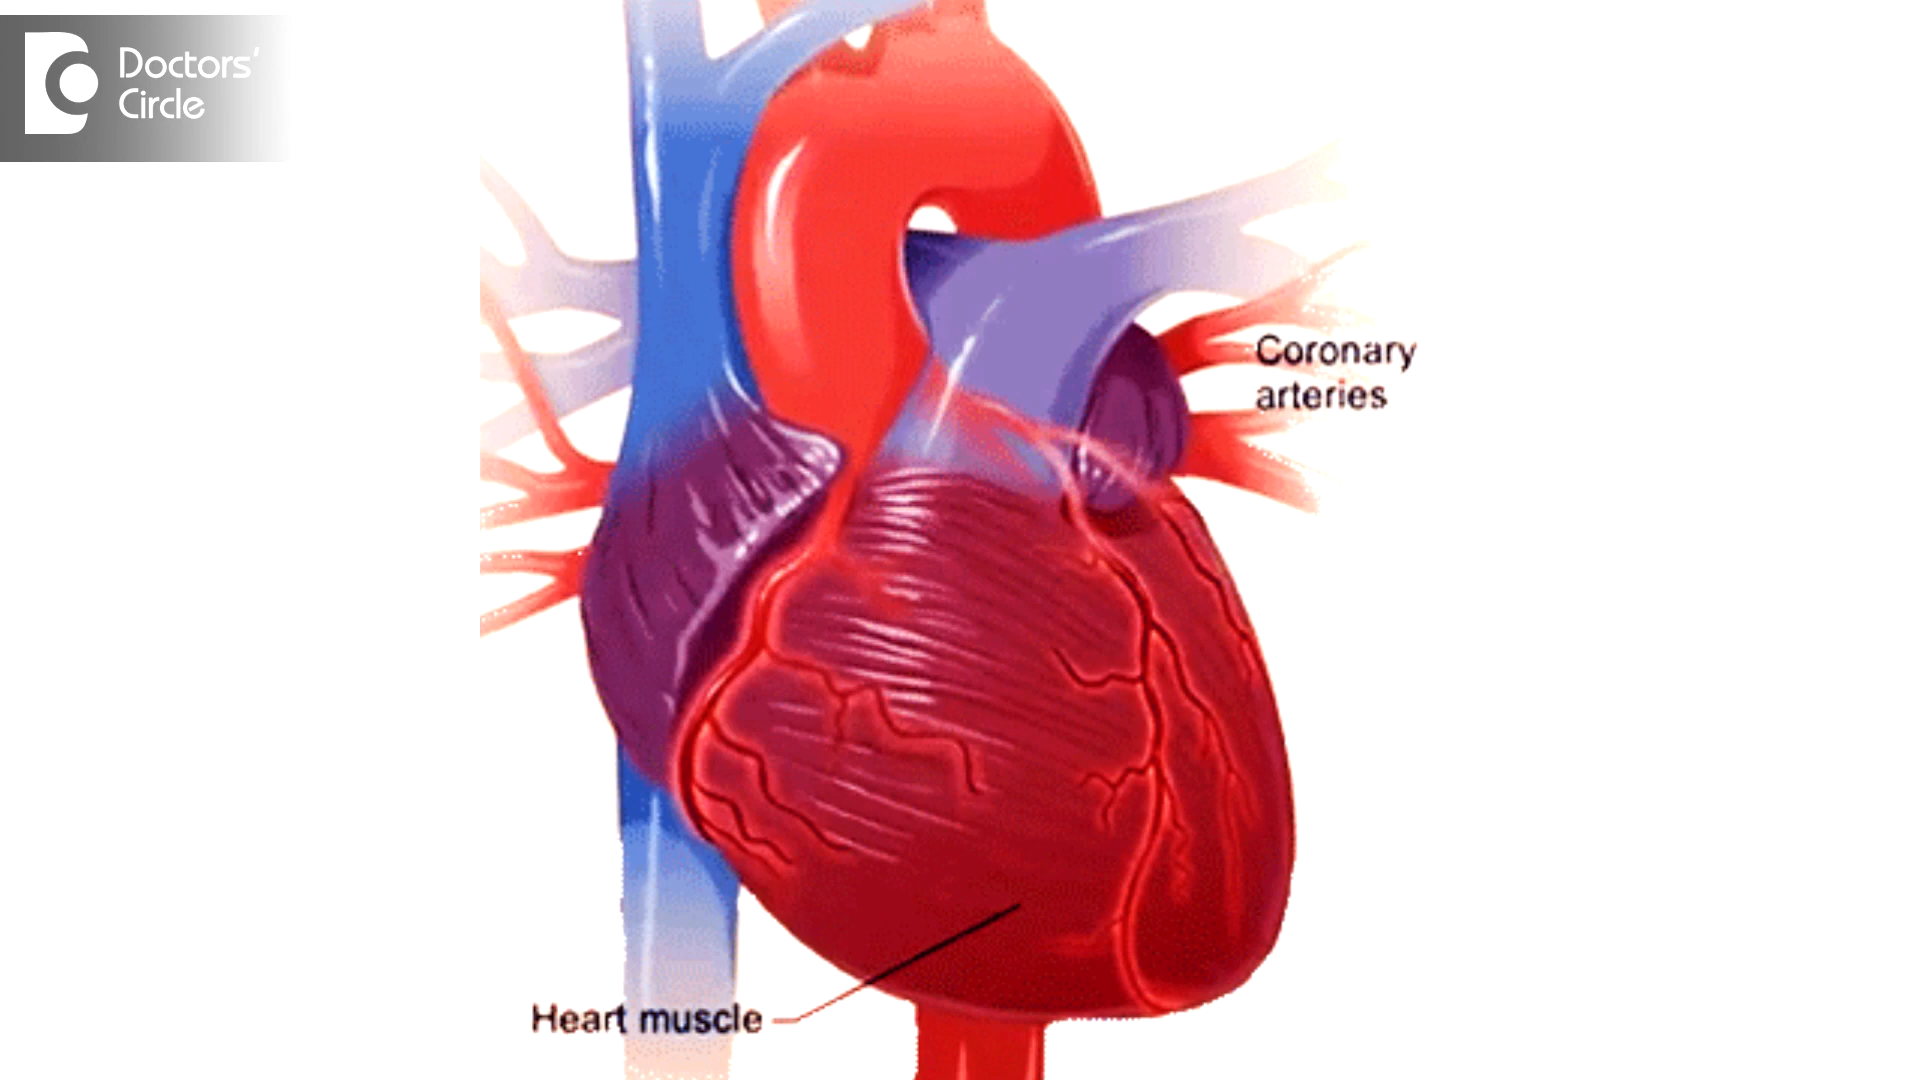 Doctors'
Circle
Coronary
arteries
Heart muscle